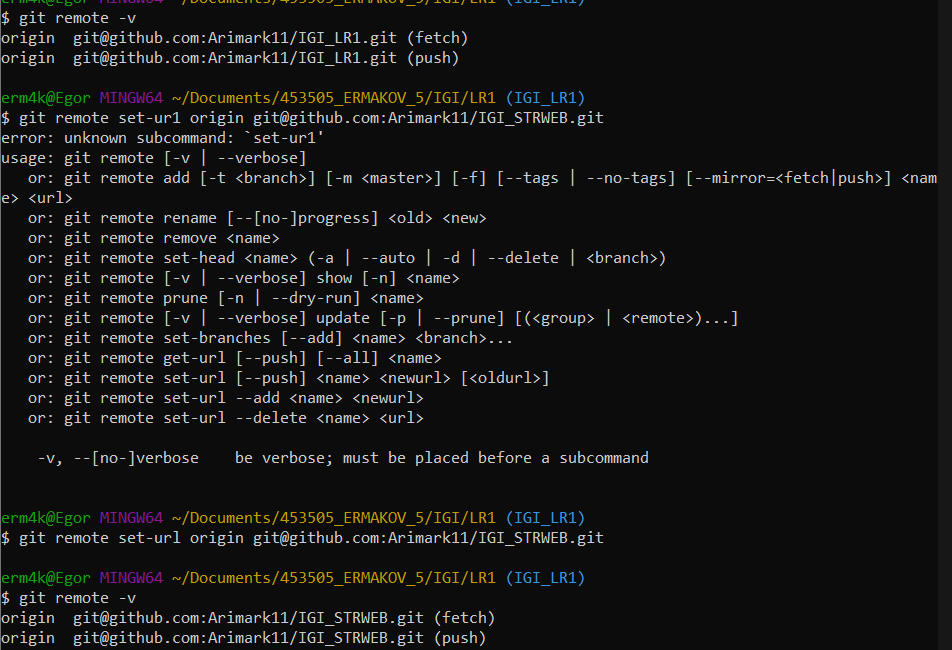 erm4k@Egor MINGW64 ~/Documents/453505_ERMAKOV_5/IGI/LR1 (IGI_LR1)
$ git remote -v
origin  git@github.com:Arimark11/IGI_LR1.git (fetch)
origin  git@github.com:Arimark11/IGI_LR1.git (push)

erm4k@Egor MINGW64 ~/Documents/453505_ERMAKOV_5/IGI/LR1 (IGI_LR1)
$ git remote set-ur1 origin git@github.com:Arimark11/IGI_STRWEB.git
error: unknown subcommand: `set-ur1'
usage: git remote [-v | --verbose]
   or: git remote add [-t <branch>] [-m <master>] [-f] [--tags | --no-tags] [--mirror=<fetch|push>] <nam
e> <url>
   or: git remote rename [--[no-]progress] <old> <new>
   or: git remote remove <name>
   or: git remote set-head <name> (-a | --auto | -d | --delete | <branch>)
   or: git remote [-v | --verbose] show [-n] <name>
   or: git remote prune [-n | --dry-run] <name>
   or: git remote [-v | --verbose] update [-p | --prune] [(<group> | <remote>)...]
   or: git remote set-branches [--add] <name> <branch>...
   or: git remote get-url [--push] [--all] <name>
   or: git remote set-url [--push] <name> <newurl> [<oldurl>]
   or: git remote set-url --add <name> <newurl>
   or: git remote set-url --delete <name> <url>

    -v, --[no-]verbose    be verbose; must be placed before a subcommand

erm4k@Egor MINGW64 ~/Documents/453505_ERMAKOV_5/IGI/LR1 (IGI_LR1)
$ git remote set-url origin git@github.com:Arimark11/IGI_STRWEB.git

erm4k@Egor MINGW64 ~/Documents/453505_ERMAKOV_5/IGI/LR1 (IGI_LR1)
$ git remote -v
origin  git@github.com:Arimark11/IGI_STRWEB.git (fetch)
origin  git@github.com:Arimark11/IGI_STRWEB.git (push)